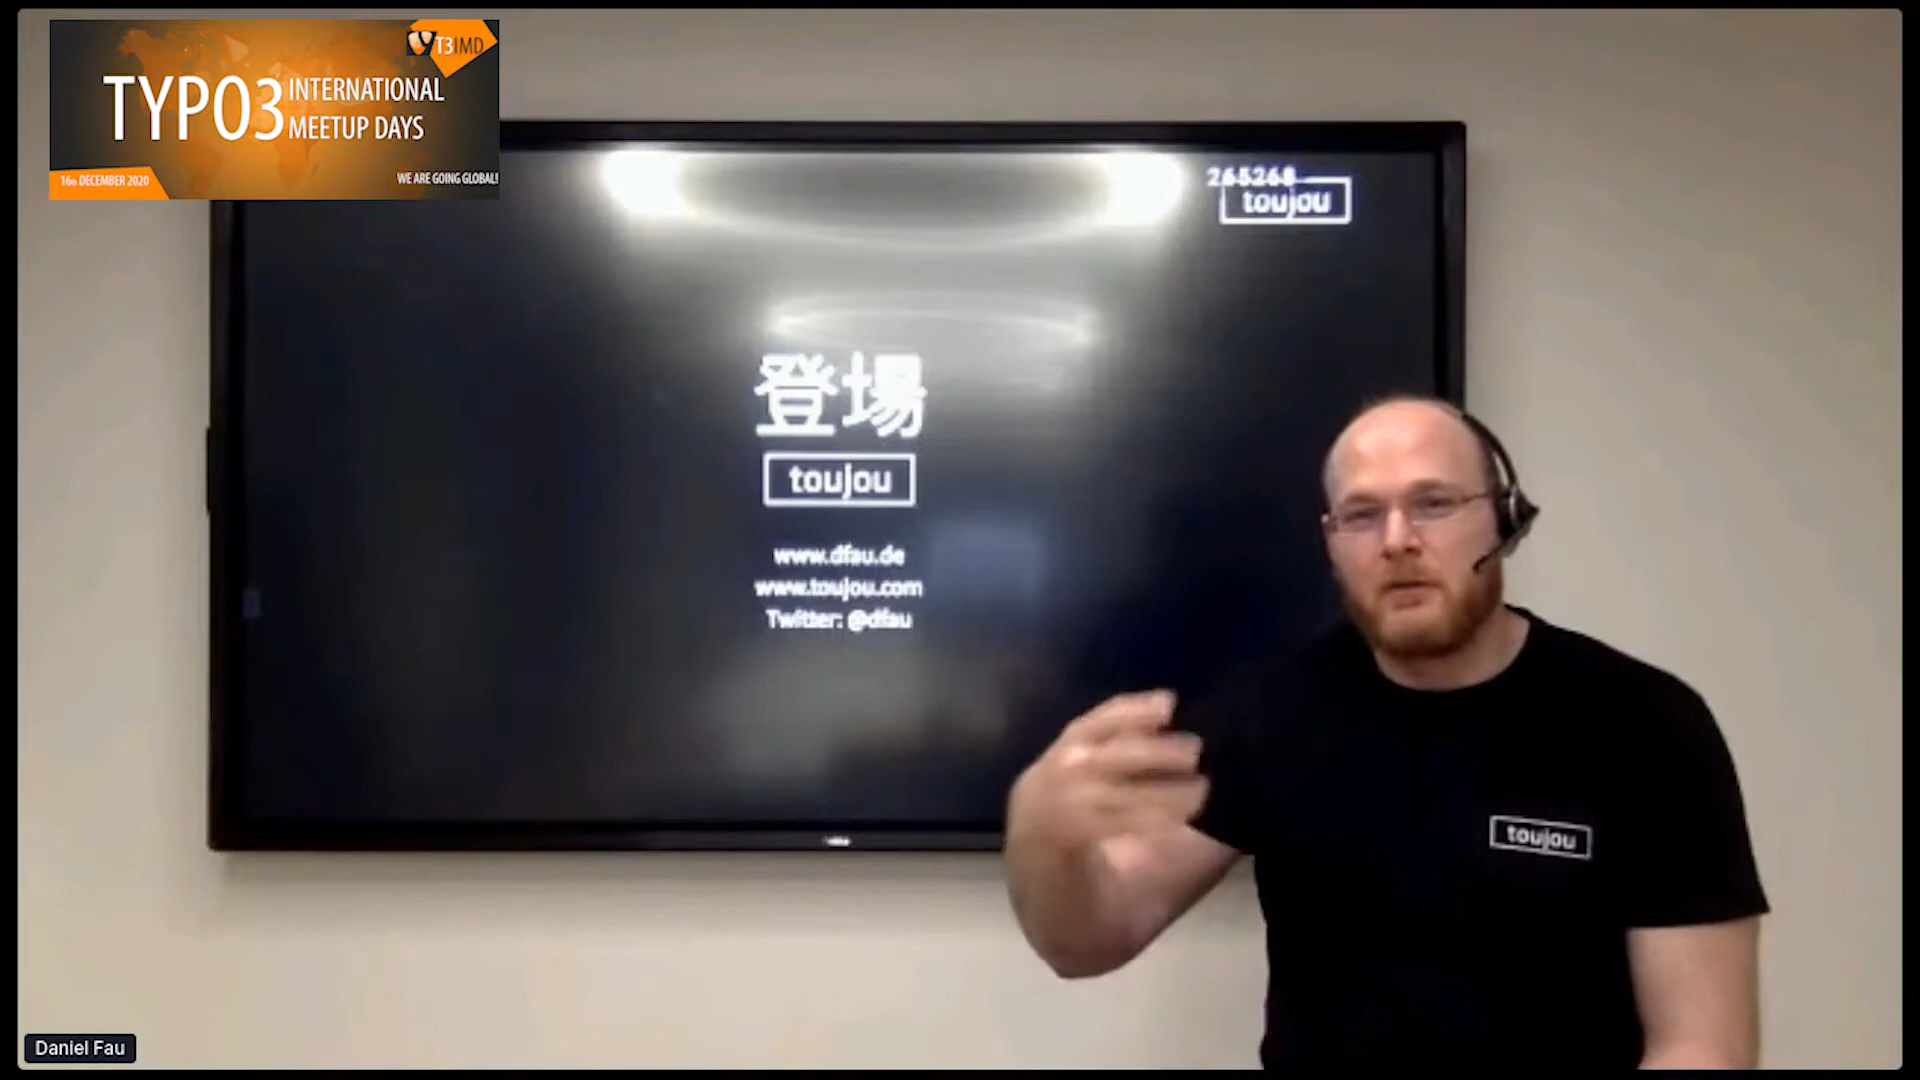 T3IMD
TYPO3 INTERNATIONAL
MEETUP DAYS
16th DECEMBER 2020
WE ARE GOING GLOBAL!
265268
toujou
登場
toujou
www.dfau.de
www.toujou.com
Twitter: @dfau
toujou
Daniel Fau